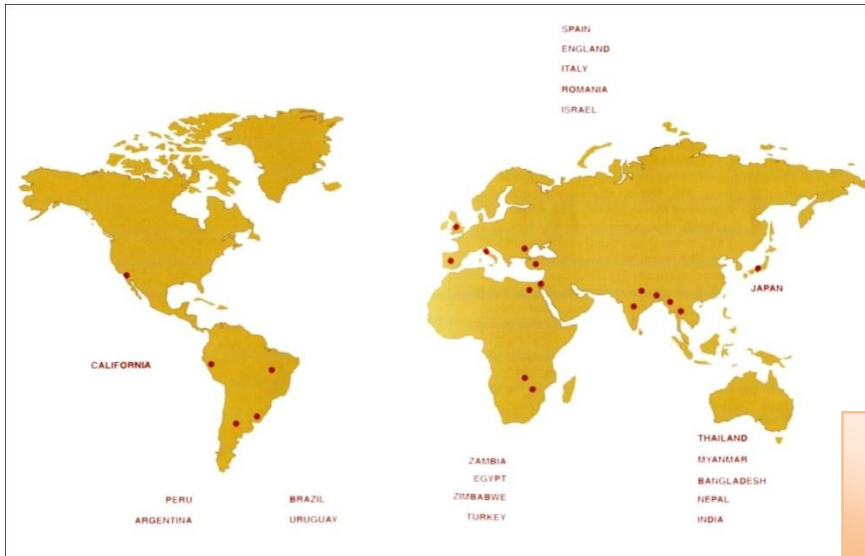 SPAIN
ENGLAND
ITALY
ROMANIA
ISRAEL
JAPAN
CALIFORNIA
THAILAND
ZAMBIA
MYANMAR
EGYPT
BANGLADESH
PERU
BRAZIL
ZIMBABWE
NEPAL
ARGENTINA
URUGUAY
TURKEY
INDIA